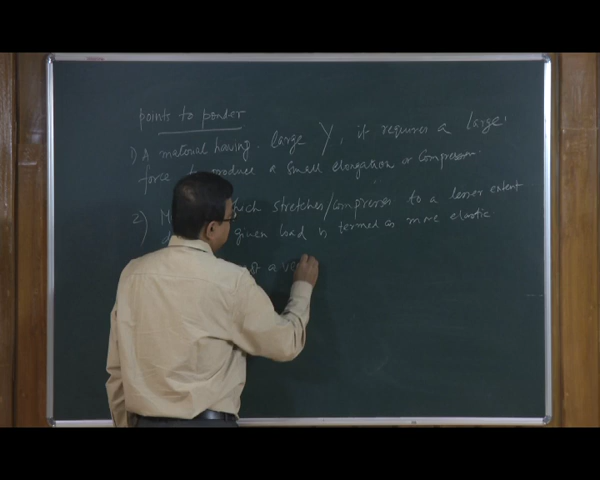 points to ponder
1) A material having large Y, it requires a large
force to produce a small elongation or compression.
2) which stretches/compresses to a lesser extent
given load is termed as more elastic
a